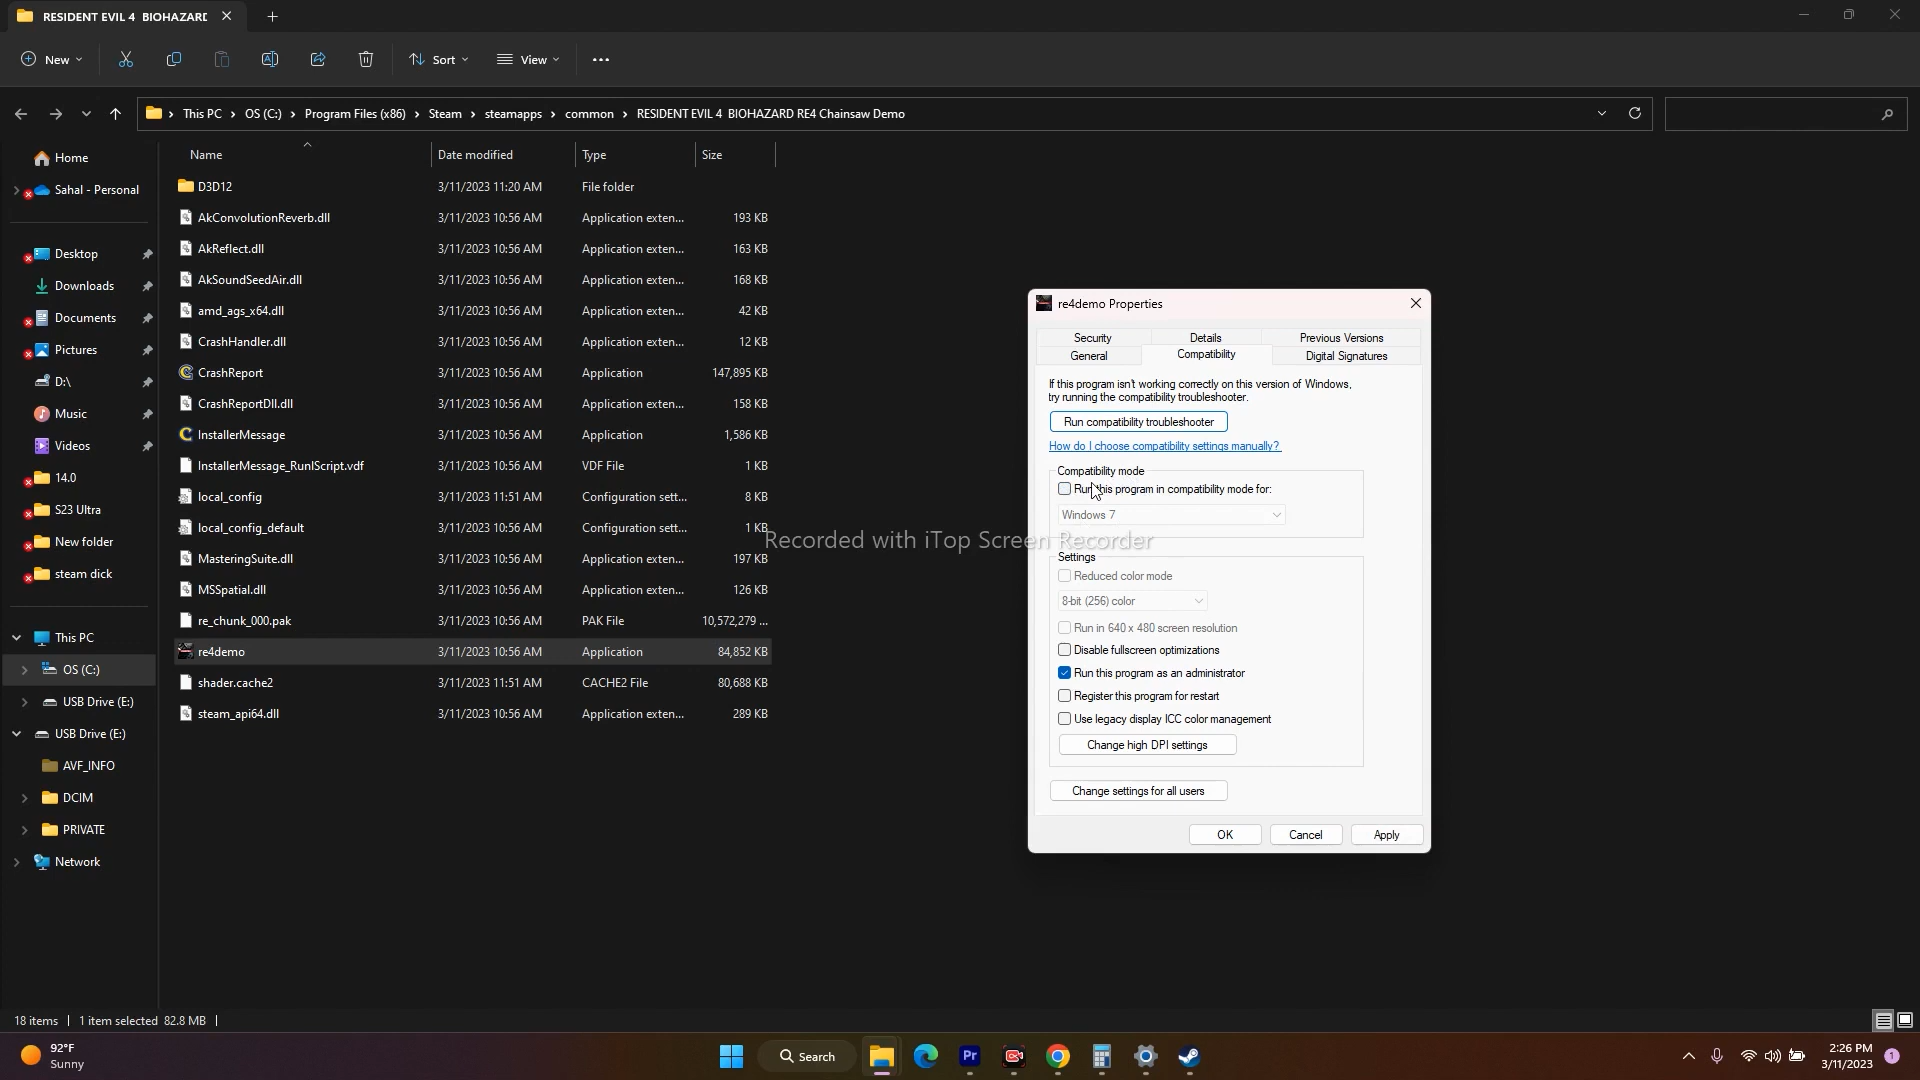 RESIDENT EVIL 4  BIOHAZARD
New
Sort
View
This PC
OS (C:)
Program Files (x86)
Steam
steamapps
common
RESIDENT EVIL 4  BIOHAZARD RE4 Chainsaw Demo
Home
Sahal - Personal
Desktop
Downloads
Documents
Pictures
D:\
Music
Videos
14.0
S23 Ultra
New folder
steam dick
This PC
OS (C:)
USB Drive (E:)
USB Drive (E:)
AVF_INFO
DCIM
PRIVATE
Network
Name Date modified Type Size
D3D12 3/11/2023 11:20 AM File folder
AkConvolutionReverb.dll 3/11/2023 10:56 AM Application exten... 193 KB
AkReflect.dll 3/11/2023 10:56 AM Application exten... 163 KB
AkSoundSeedAir.dll 3/11/2023 10:56 AM Application exten... 168 KB
amd_ags_x64.dll 3/11/2023 10:56 AM Application exten... 42 KB
CrashHandler.dll 3/11/2023 10:56 AM Application exten... 12 KB
CrashReport 3/11/2023 10:56 AM Application 147,895 KB
CrashReportDll.dll 3/11/2023 10:56 AM Application exten... 158 KB
InstallerMessage 3/11/2023 10:56 AM Application 1,586 KB
InstallerMessage_RunIScript.vdf 3/11/2023 10:56 AM VDF File 1 KB
local_config 3/11/2023 11:51 AM Configuration sett... 8 KB
local_config_default 3/11/2023 10:56 AM Configuration sett... 1 KB
MasteringSuite.dll 3/11/2023 10:56 AM Application exten... 197 KB
MSSpatial.dll 3/11/2023 10:56 AM Application exten... 126 KB
re_chunk_000.pak 3/11/2023 10:56 AM PAK File 10,572,279 ...
re4demo 3/11/2023 10:56 AM Application 84,852 KB
shader.cache2 3/11/2023 11:51 AM CACHE2 File 80,688 KB
steam_api64.dll 3/11/2023 10:56 AM Application exten... 289 KB
Recorded with iTop Screen Recorder
re4demo Properties
Security Details Previous Versions
General Compatibility Digital Signatures
If this program isn't working correctly on this version of Windows,
try running the compatibility troubleshooter.
Run compatibility troubleshooter
How do I choose compatibility settings manually?
Compatibility mode
Run this program in compatibility mode for:
Windows 7
Settings
Reduced color mode
8-bit (256) color
Run in 640 x 480 screen resolution
Disable fullscreen optimizations
Run this program as an administrator
Register this program for restart
Use legacy display ICC color management
Change high DPI settings
Change settings for all users
OK Cancel Apply
18 items 1 item selected 82.8 MB
92°F
Sunny
Search
Pr
2:26 PM
3/11/2023
1